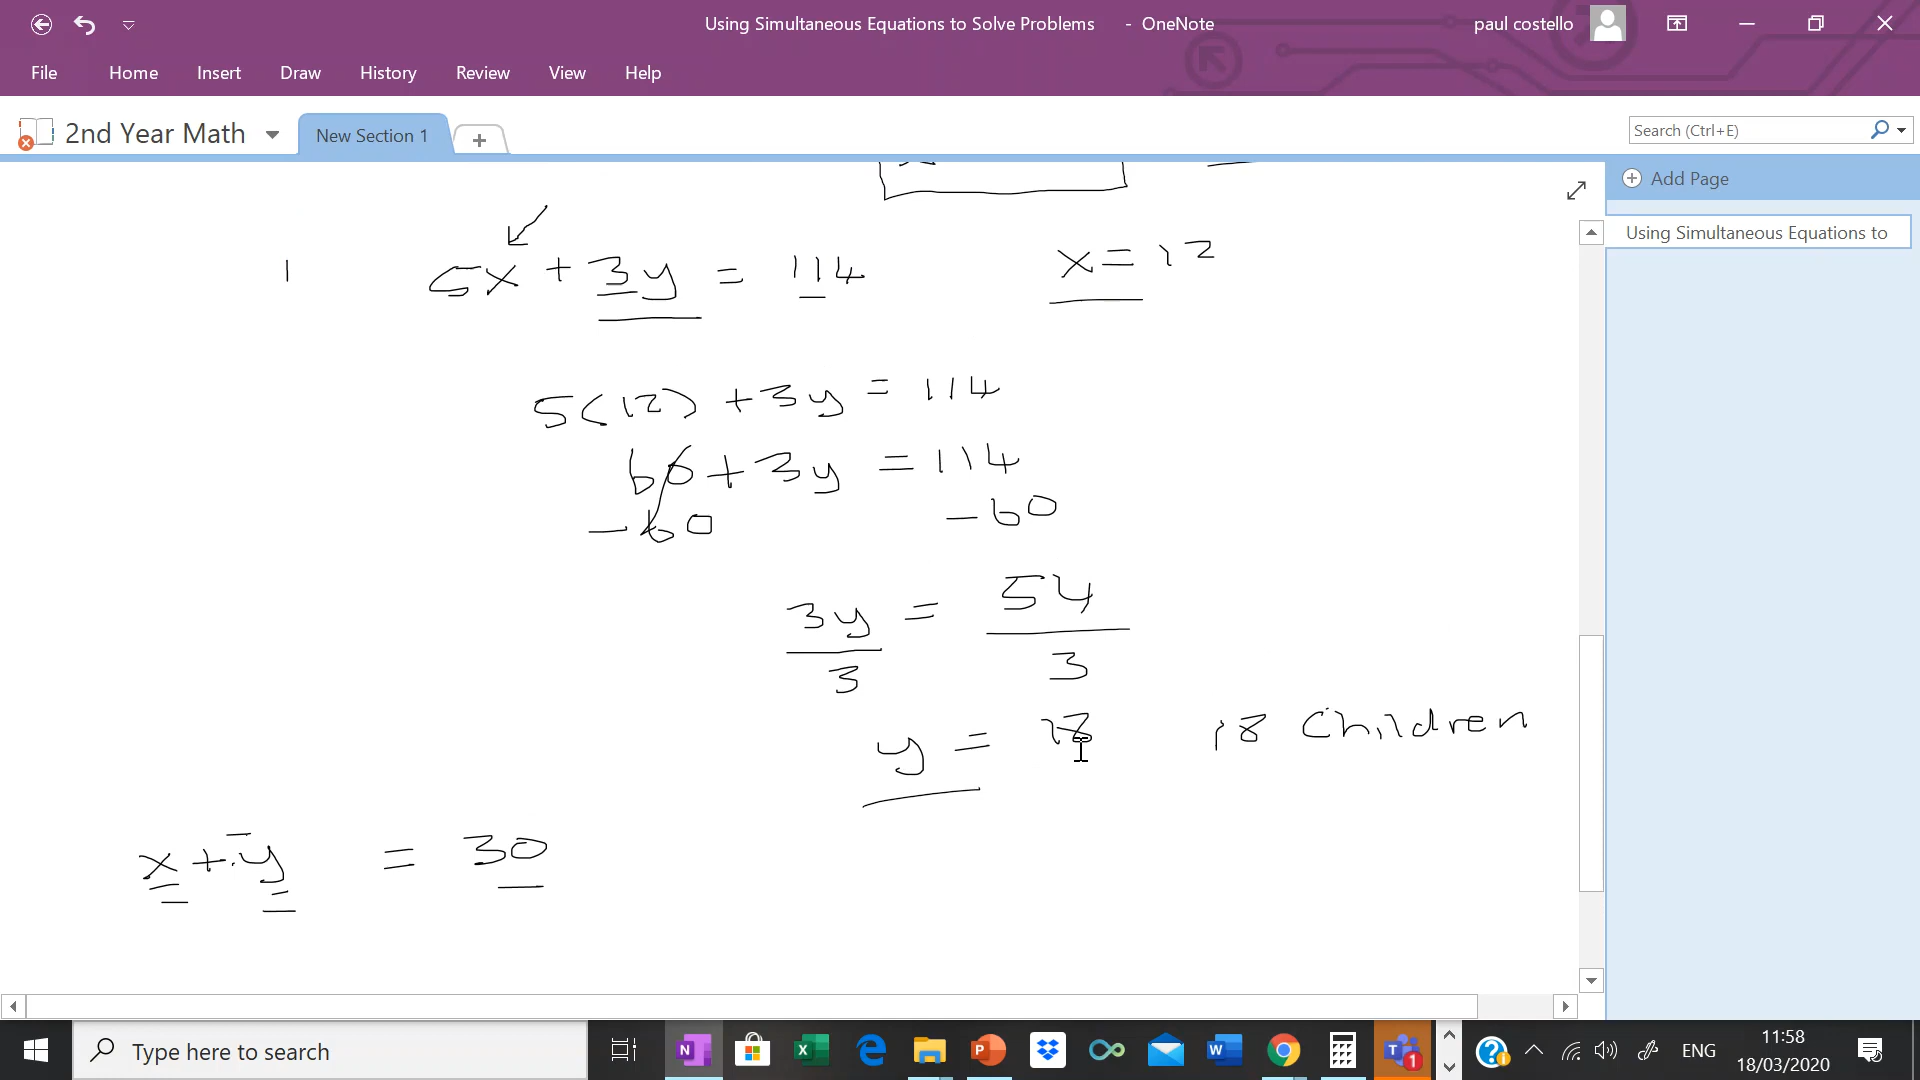 Using Simultaneous Equations to Solve Problems - OneNote
paul costello
File Home Insert Draw History Review View Help
2nd Year Math
New Section 1
Search (Ctrl+E)
Add Page
Using Simultaneous Equations to
1 5x + 3y = 114 x = 12
5(12) + 3y = 114
60 + 3y = 114
- 60 - 60
3y = 54
3 3
y = 18 18 Children
x + y = 30
Type here to search
ENG
11:58
18/03/2020
1